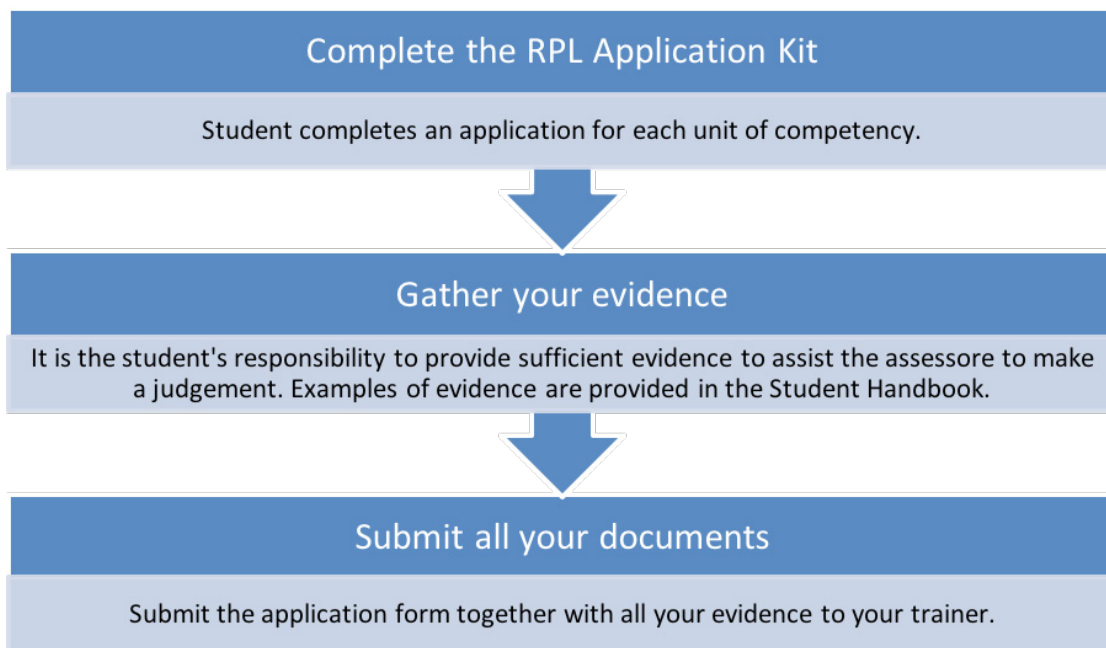 Complete the RPL Application Kit
Student completes an application for each unit of competency.
Gather your evidence
It is the student's responsibility to provide sufficient evidence to assist the assessore to make
a judgement. Examples of evidence are provided in the Student Handbook.
Submit all your documents
Submit the application form together with all your evidence to your trainer.